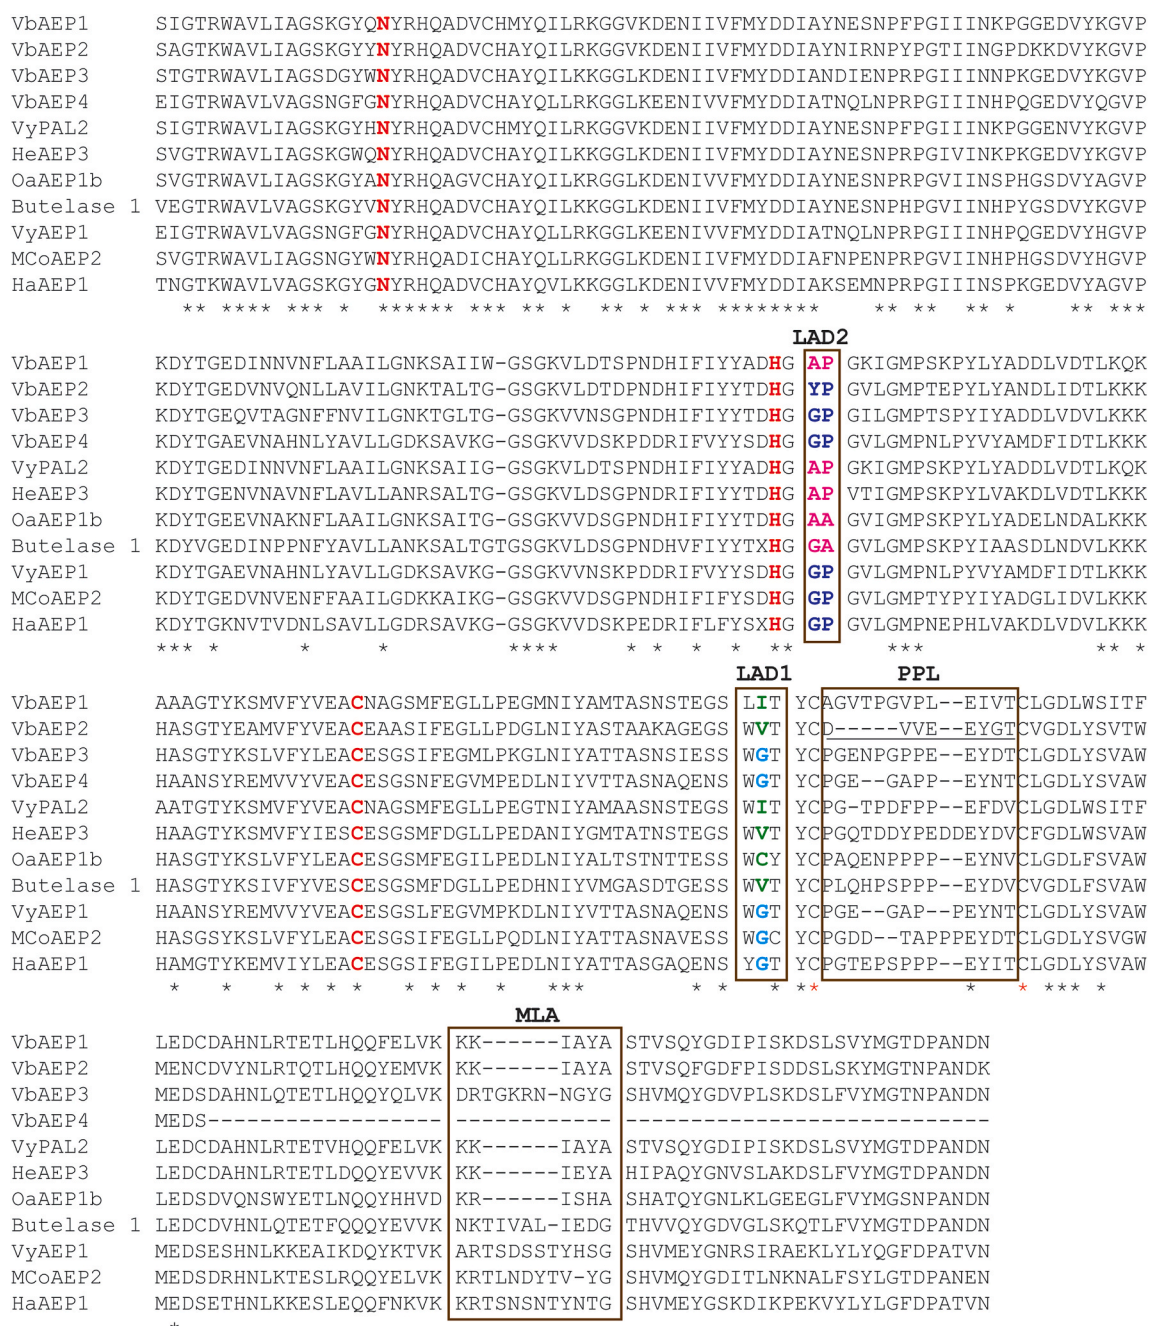 VbAEP1 SIGTRWAVLIAGSKGYQNYRHQADVCHMYQILRKGGVKDENIIVFMYDDIAYNESNPFPGIIINKPGGEDVYKGVP
VbAEP2 SAGTKWAVLIAGSKGYYNYRHQADVCHAYQILRKGGVKDENIIVFMYDDIAYNIRNPYPGTIINGPDKKDVYKGVP
VbAEP3 STGTRWAVLIAGSDGYWNYRHQADVCHAYQILKKGGLKDENIIVFMYDDIANDIENPRPGIIINNPKGEDVYKGVP
VbAEP4 EIGTRWAVLVAGSNGFGNYRHQADVCHAYQLLRKGGLKEENIVVFMYDDIATNQLNPRPGIIINHPQGEDVYQGVP
VyPAL2 SIGTRWAVLIAGSKGYHNYRHQADVCHMYQILRKGGVKDENIIVFMYDDIAYNESNPFPGIIINKPGGENVYKGVP
HeAEP3 SVGTRWAVLIAGSKGWQNYRHQADVCHAYQILKKGGLKDENIIVFMYDDIAYNESNPRPGIVINKPDGEDVYKGVP
OaAEP1b SVGTRWAVLIAGSKGYANYRHQAGVCHAYQILKKGGLKDENIVVFMYDDIAYNESNPRPGVIINSPHGSDVYAGVP
Butelase 1 VEGTRWAVLVAGSKGYVNYRHQADVCHAYQILKKGGLKDENIIVFMYDDIAYNESNPHPGVIINHPYGSDVYKGVP
VyAEP1 EIGTRWAVLVAGSNGFGNYRHQADVCHAYQLLRKGGLKEENIVVFMYDDIATNQLNPRPGIIINHPQGEDVYHGVP
MCoAEP2 SVGTRWAVLIAGSNGYWNYRHQADICHAYQLLRKGGLKDENIIVFMYDDIAFNPENPRPGVIINHPHGSDVYHGVP
HaAEP1 TNGTKWAVLVAGSKGYGNYRHQADVCHAYQVLKKGGLKDENIIVFMYDDIAKSEMNPRPGIIINSPKGEDVYAGVP
** **** *** * ****** *** ** * *** *** ******** ** ** * * ** ***
LAD2
VbAEP1 KDYTGEDINNVNFLAAILGNKSAIIW-GSGKVLDTSPNDHIFIYYADHG AP GKIGMPSKPYLYADDLVDTLKQK
VbAEP2 KDYTGEDVNVQNLLAVILGNKTALTG-GSGKVLDTDPNDHIFIYYTDHG YP GVLGMPTEPYLYANDLIDTLKKK
VbAEP3 KDYTGEQVTAGNFFNVILGNKTGLTG-GSGKVVNSGPNDHIFIYYTDHG GP GILGMPTSPYIYADDLVDVLKKK
VbAEP4 KDYTGAEVNAHNLYAVLLGDKSAVKG-GSGKVVDSKPDDRIFVYYSDHG GP GVLGMPNLPYVYAMDFIDTLKKK
VyPAL2 KDYTGEDINNVNFLAAILGNKSAIIG-GSGKVLDTSPNDHIFIYYADHG AP GKIGMPSKPYLYADDLVDTLKQK
HeAEP3 KDYTGENVNAVNFLAVLLANRSALTG-GSGKVLDSGPNDRIFIYYTDHG AP VTIGMPSKPYLVAKDLVDTLKKK
OaAEP1b KDYTGEEVNAKNFLAAILGNKSAITG-GSGKVVDSGPNDHIFIYYTDHG AA GVIGMPSKPYLYADELNDALKKK
Butelase 1 KDYVGEDINPPNFYAVLLANKSALTGTGSGKVLDSGPNDHVFIYYTXHG GA GVLGMPSKPYIAASDLNDVLKKK
VyAEP1 KDYTGAEVNAHNLYAVLLGDKSAVKG-GSGKVVNSKPDDRIFVYYSDHG GP GVLGMPNLPYVYAMDFIDTLKKK
MCoAEP2 KDYTGEDVNVENFFAAILGDKKAIKG-GSGKVVDSGPNDHIFIFYSDHG GP GVLGMPTYPYIYADGLIDVLKKK
HaAEP1 KDYTGKNVTVDNLSAVLLGDRSAVKG-GSGKVVDSKPEDRIFLFYSXHG GP GVLGMPNEPHLVAKDLVDVLKKK
*** * * * **** * * * * ** *** ** *
LAD1 PPL
VbAEP1 AAAGTYKSMVFYVEACNAGSMFEGLLPEGMNIYAMTASNSTEGS LIT YCAGVTPGVPL--EIVTCLGDLWSITF
VbAEP2 HASGTYEAMVFYVEACEAASIFEGLLPDGLNIYASTAAKAGEGS WVT YCD-----VVE--EYGTCVGDLYSVTW
VbAEP3 HASGTYKSMVFYLEACESGSIFEGMLPKGLNIYATTASNSIESS WGT YCPGENPGPPE--EYDTCLGDLYSVAW
VbAEP4 HAANSYREMVVYVEACESGSNFEGVMPEDLNIYVTTASNAQENS WGT YCPGE--GAPP--EYNTCLGDLYSVAW
VyPAL2 AATGTYKSMVFYVEACNAGSMFEGLLPEGTNIYAMAASNSTEGS WIT YCPG-TPDFPP--EFDVCLGDLWSITF
HeAEP3 HAAGTYKSMVFYIESCESGSMFDGLLPEDANIYGMTATNSTEGS WVT YCPGQTDDYPEDDEYDVCFGDLWSVAW
OaAEP1b HASGTYKSLVFYLEACESGSMFEGILPEDLNIYALTSTNTTESS WCY YCPAQENPPPP--EYNVCLGDLFSVAW
Butelase 1 HASGTYKSIVFYVESCESGSMFDGLLPEDHNIYVMGASDTGESS WVT YCPLQHPSPPP--EYDVCVGDLFSVAW
VyAEP1 HAANSYREMVVYVEACESGSLFEGVMPKDLNIYVTTASNAQENS WGT YCPGE--GAP--PEYNTCLGDLYSVAW
MCoAEP2 HASGSYKSLVFYLEACESGSIFEGLLPQDLNIYATTASNAVESS WGC YCPGDD--TAPPPEYDTCLGDLYSVGW
HaAEP1 HAMGTYKEMVIYLEACESGSIFEGILPEDLNIYATTASGAQENS YGT YCPGTEPSPPP--EYITCLGDLYSVAW
* * * * * * * * * *** * * * ** * * *** *
MLA
VbAEP1 LEDCDAHNLRTETLHQQFELVK KK------IAYA STVSQYGDIPISKDSLSVYMGTDPANDN
VbAEP2 MENCDVYNLRTQTLHQQYEMVK KK------IAYA STVSQFGDFPISDDSLSKYMGTNPANDK
VbAEP3 MEDSDAHNLQTETLHQQYQLVK DRTGKRN-NGYG SHVMQYGDVPLSKDSLFVYMGTDPANDN
VbAEP4 MEDS----------------------------------------------------------
VyPAL2 LEDCDAHNLRTETVHQQFELVK KK------IAYA STVSQYGDIPISKDSLSVYMGTDPANDN
HeAEP3 LEDCDAHNLRTETLDQQYEVVK KK------IEYA HIPAQYGNVSLAKDSLFVYMGTDPANDN
OaAEP1b LEDSDVQNSWYETLNQQYHHVD KR------ISHA SHATQYGNLKLGEEGLFVYMGSNPANDN
Butelase 1 LEDCDVHNLQTETFQQQYEVVK NKTIVAL-IEDG THVVQYGDVGLSKQTLFVYMGTDPANDN
VyAEP1 MEDSESHNLKKEAIKDQYKTVK ARTSDSSTYHSG SHVMEYGNRSIRAEKLYLYQGFDPATVN
MCoAEP2 MEDSDRHNLKTESLRQQYELVK KRTLNDYTV-YG SHVMQYGDITLNKNALFSYLGTDPANEN
HaAEP1 MEDSETHNLKKESLEQQFNKVK KRTSNSNTYNTG SHVMEYGSKDIKPEKVYLYLGFDPATVN
*